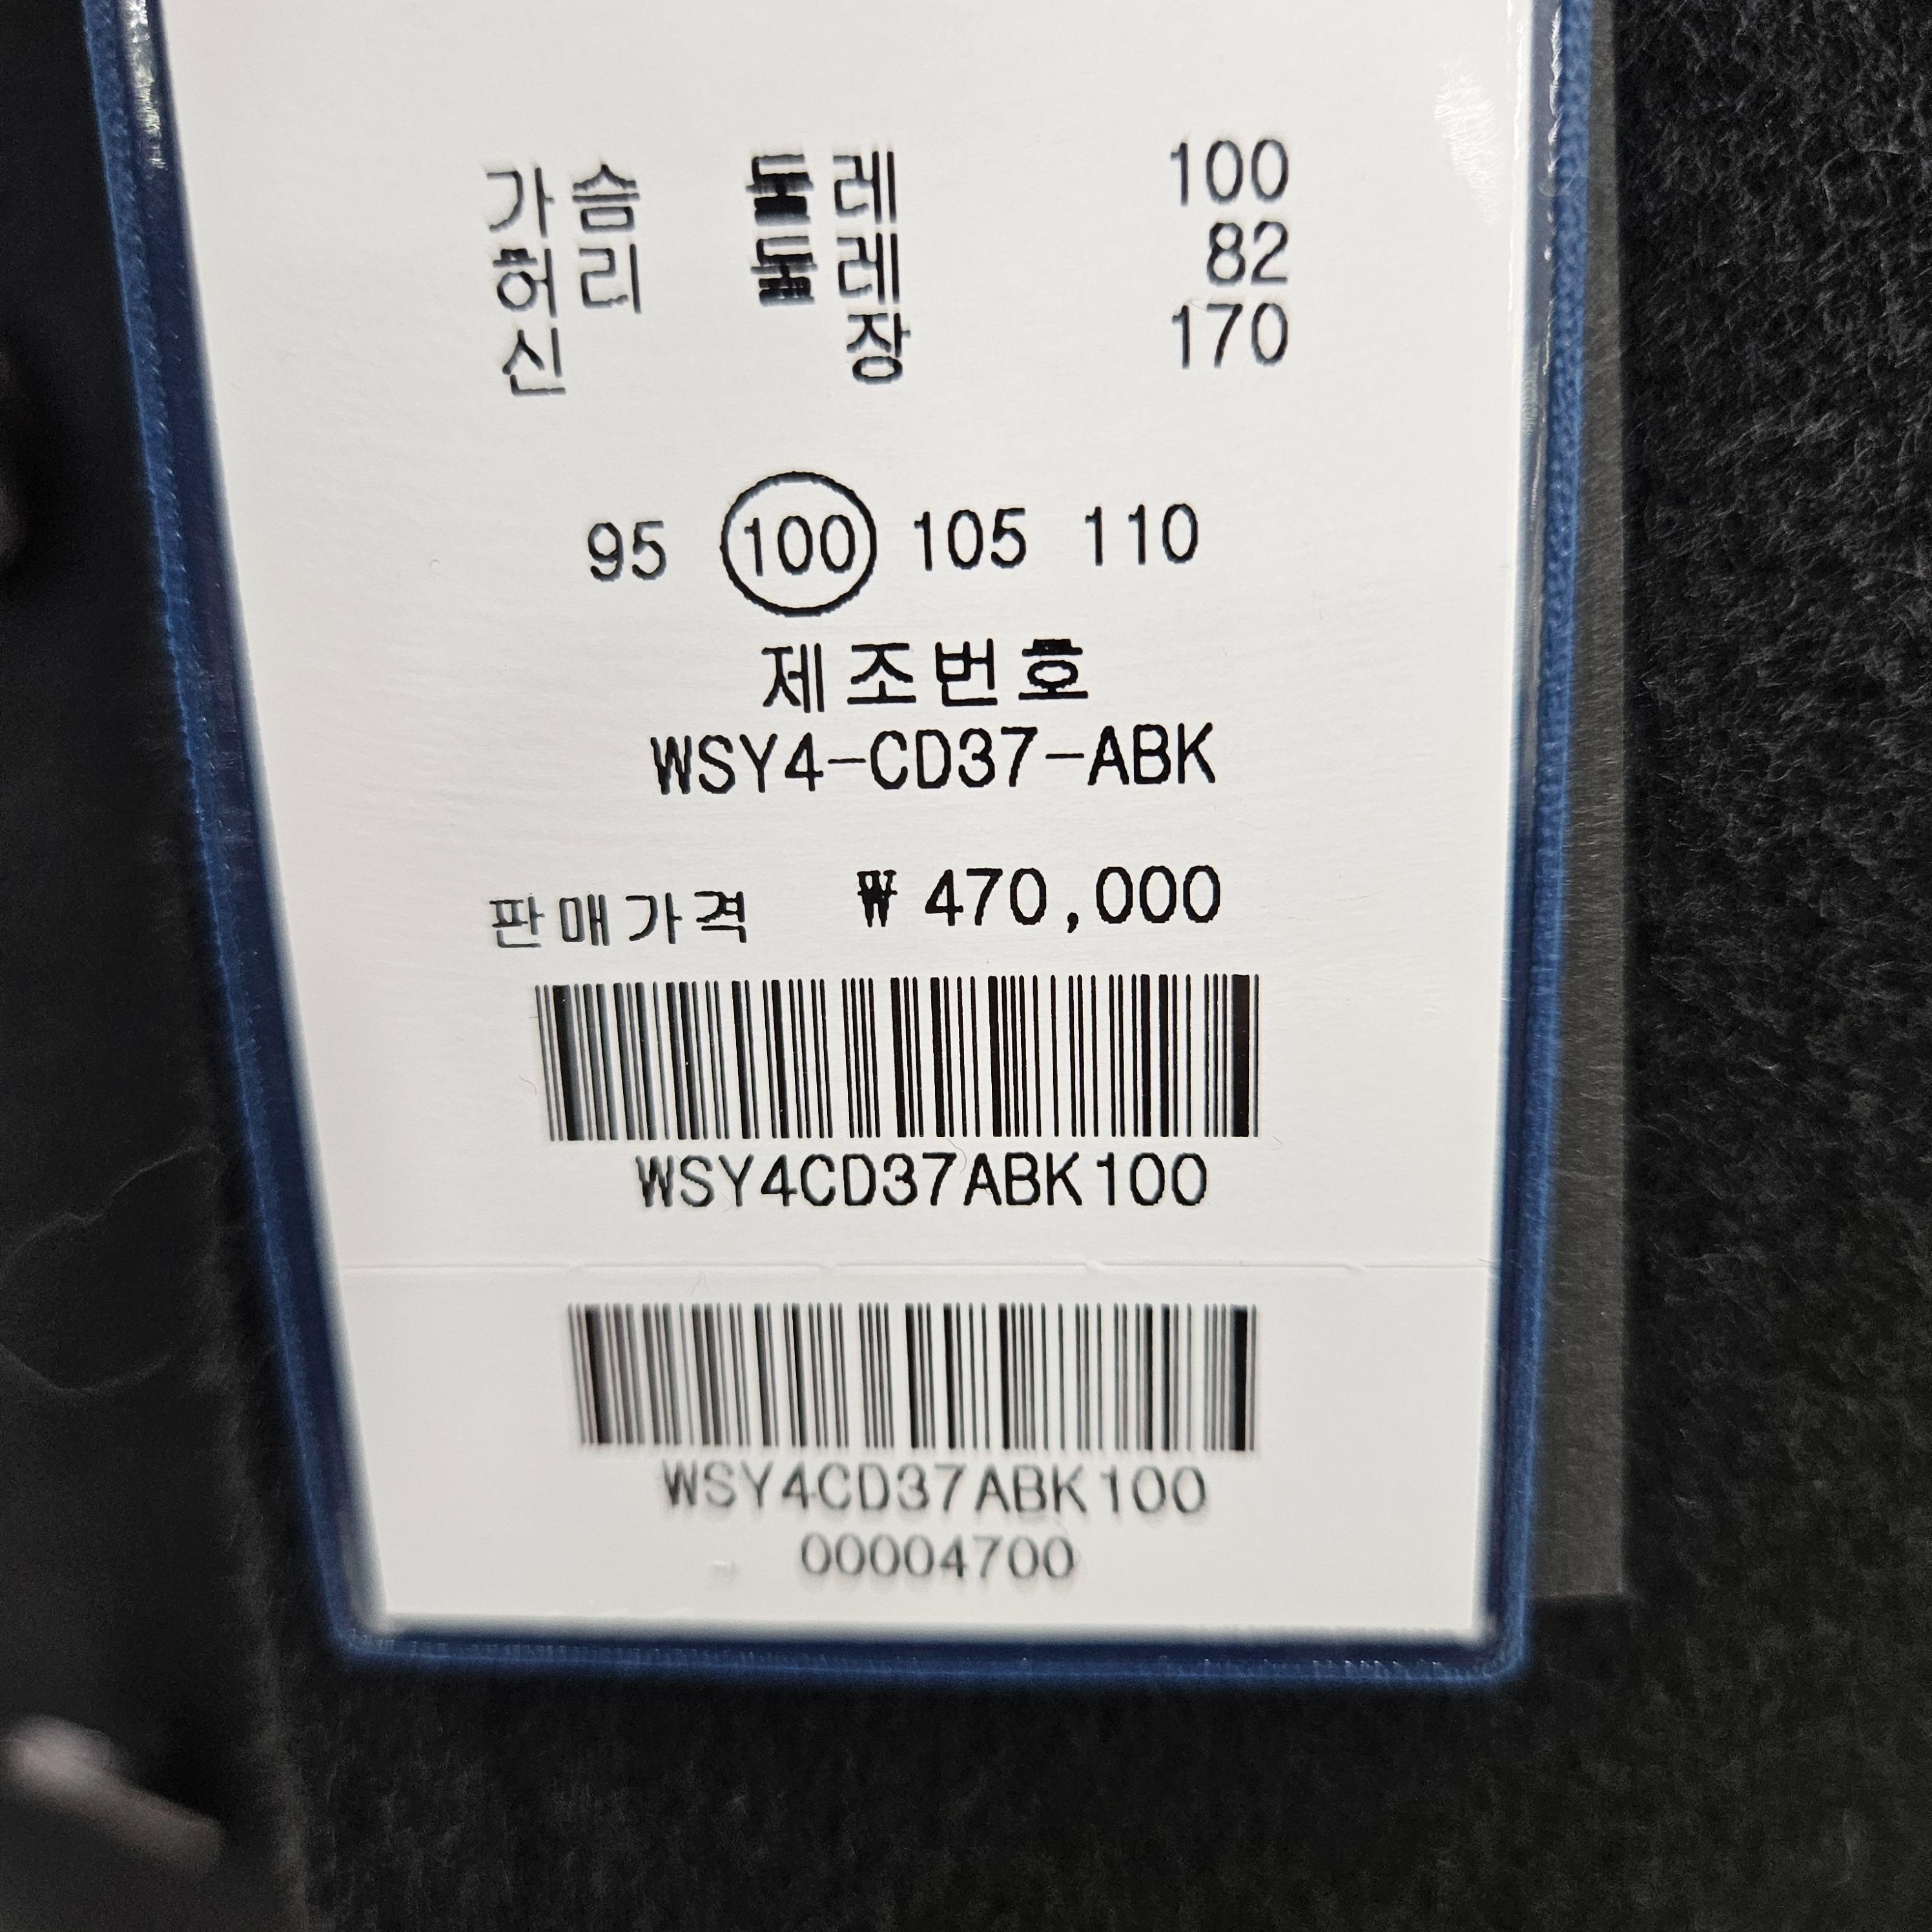 가슴 둘레 100
허리 둘레 82
신 장 170
95 100 105 110
제조번호
WSY4-CD37-ABK
판매가격 ₩ 470,000
WSY4CD37ABK100
WSY4CD37ABK100
00004700